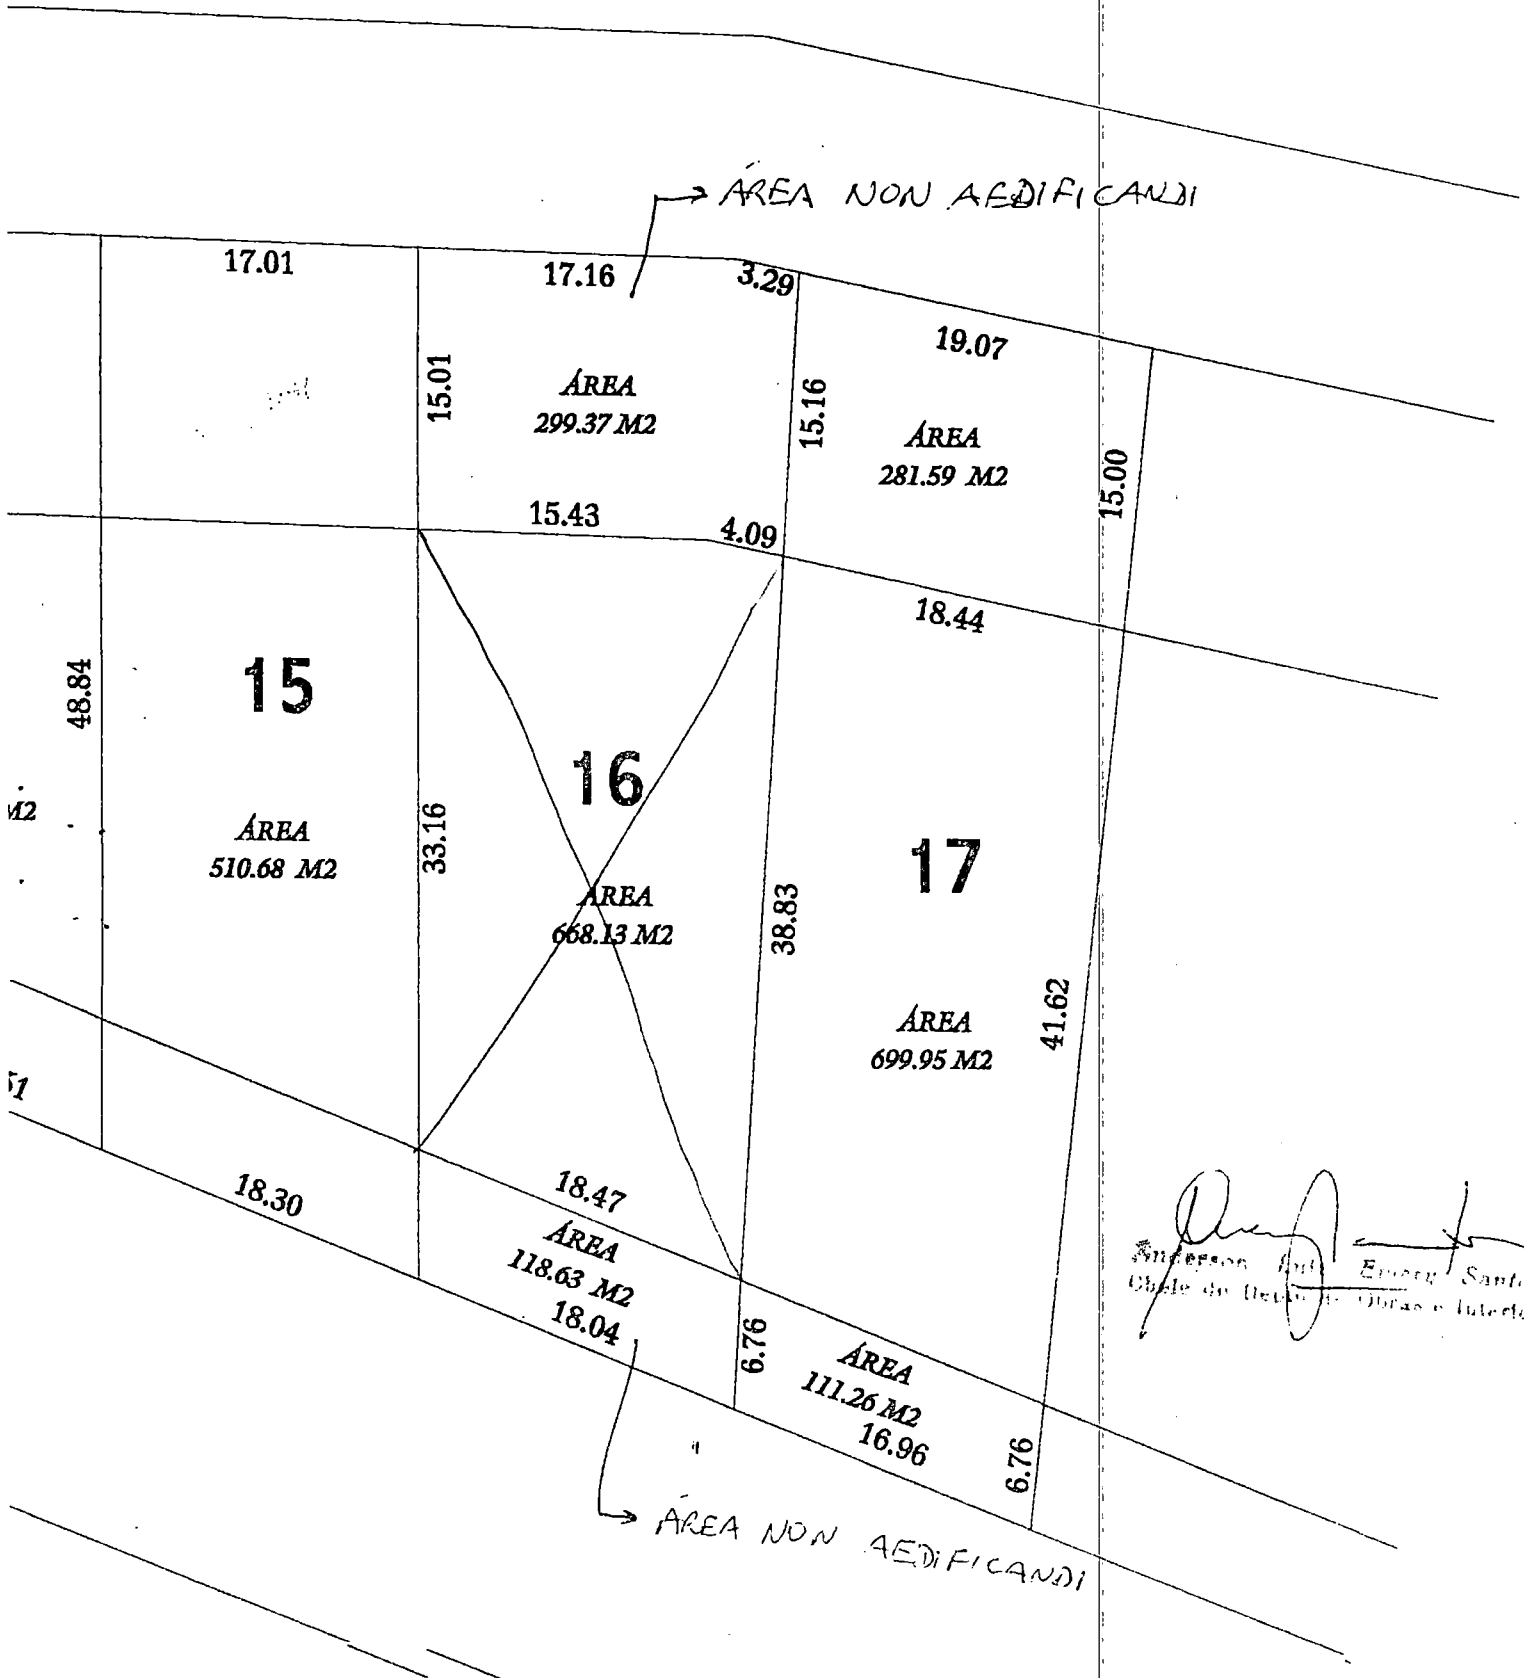 ÁREA NON AEDIFICANDI
17.01
17.16
3.29
19.07
15.01
ÁREA
299.37 M2
15.16
ÁREA
281.59 M2
15.00
15.43
4.09
18.44
48.84
15
16
17
M2
ÁREA
510.68 M2
33.16
ÁREA
668.13 M2
38.83
ÁREA
699.95 M2
41.62
51
18.30
18.47
ÁREA
118.63 M2
18.04
6.76
ÁREA
111.26 M2
16.96
6.76
Anderson
Obras e
ÁREA NON AEDIFICANDI